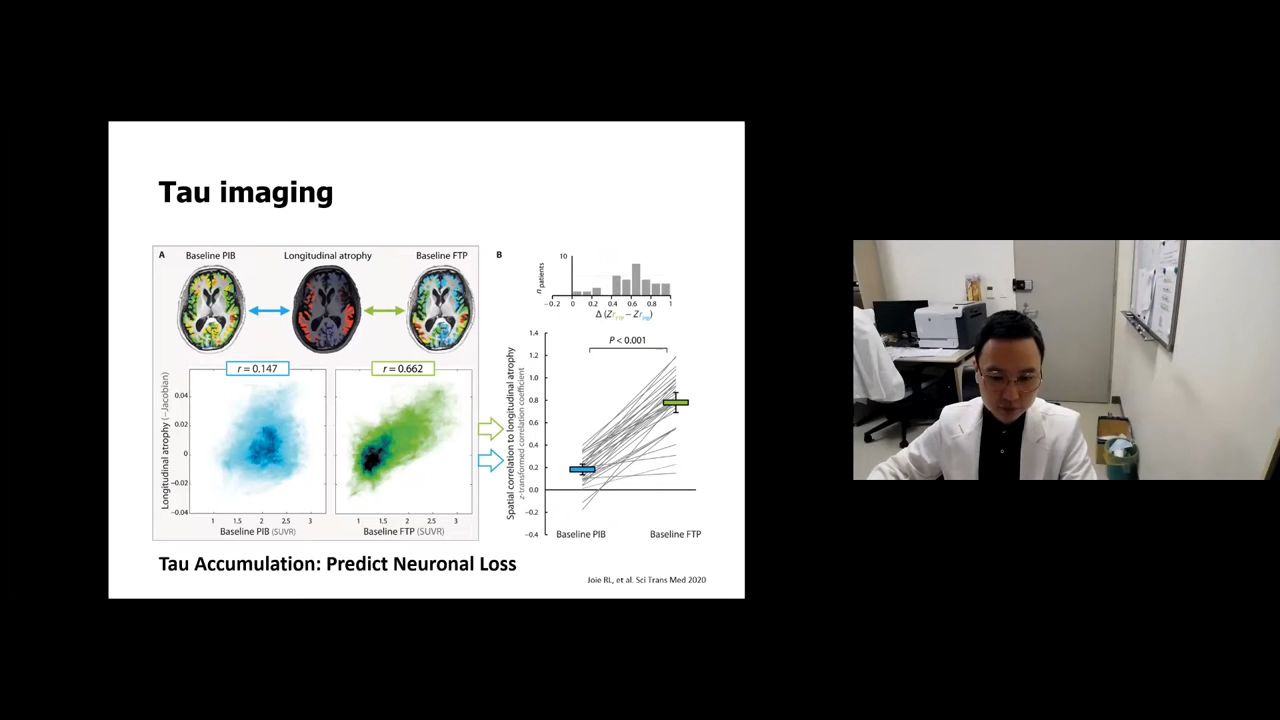 Tau imaging
A
Baseline PIB
Longitudinal atrophy
Baseline FTP
r = 0.147
r = 0.662
Longitudinal atrophy (−Jacobian)
0.04
0.02
0
−0.02
−0.04
1 1.5 2 2.5 3
Baseline PIB (SUVR)
1 1.5 2 2.5 3
Baseline FTP (SUVR)
B
n patients
10
−0.2 0 0.2 0.4 0.6 0.8 1
Δ (Zr FTP − Zr PIB)
Spatial correlation to longitudinal atrophy
z-transformed correlation coefficient
1.4
1.2
1.0
0.8
0.6
0.4
0.2
0.0
−0.2
−0.4
P < 0.001
Baseline PIB
Baseline FTP
Tau Accumulation: Predict Neuronal Loss
Joie RL, et al. Sci Trans Med 2020